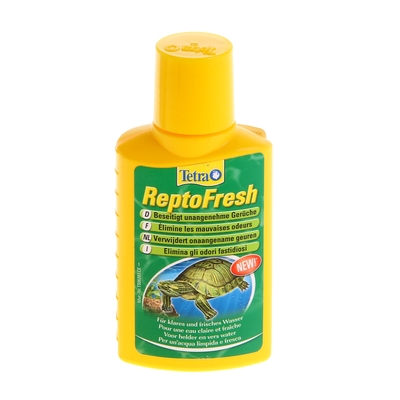 Tetra
ReptoFresh
D Beseitigt unangenehme Gerüche
F Elimine les mauvaises odeurs
NL Verwijdert onaangename geuren
I Elimina gli odori fastidiosi
NEW!
Für klares und frisches Wasser
Pour une eau claire et fraîche
Voor helder en vers water
Per un'acqua limpida e fresca